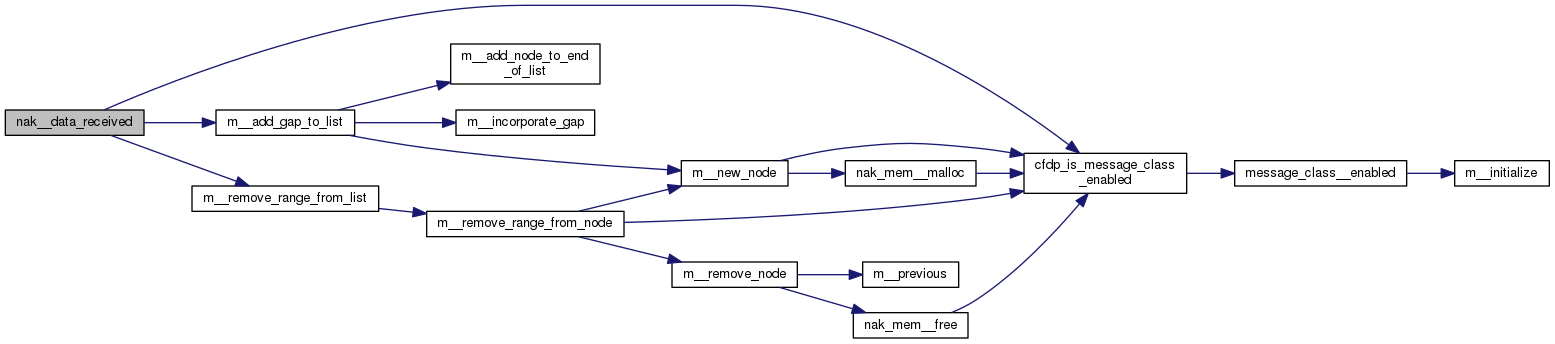 m__add_node_to_end
_of_list
nak__data_received
m__add_gap_to_list
m__incorporate_gap
m__new_node
nak_mem__malloc
cfdp_is_message_class
_enabled
message_class__enabled
m__initialize
m__remove_range_from_list
m__remove_range_from_node
m__remove_node
m__previous
nak_mem__free